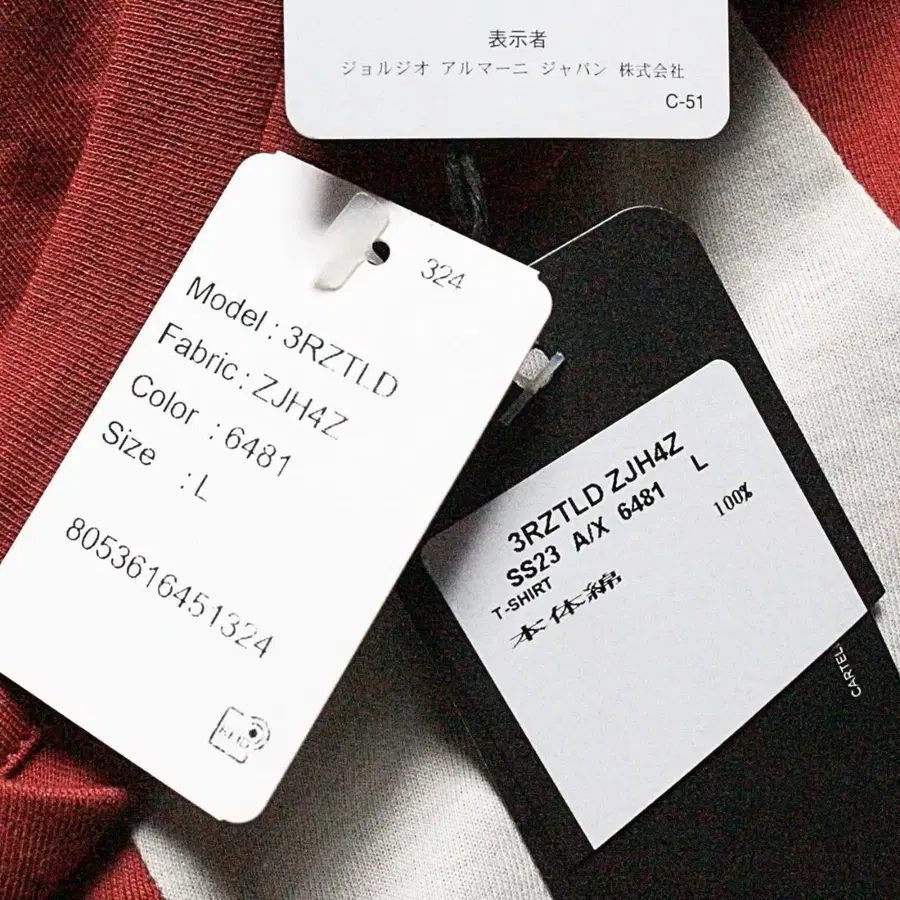 表示者
ジョルジオ アルマーニ ジャパン 株式会社
C-51
324
Model : 3RZTLD
Fabric : ZJH4Z
Color : 6481
Size : L
8053616451324
RFID
3RZTLD ZJH4Z
SS23 A/X 6481 L
T-SHIRT
本体綿 100%
CARTEL